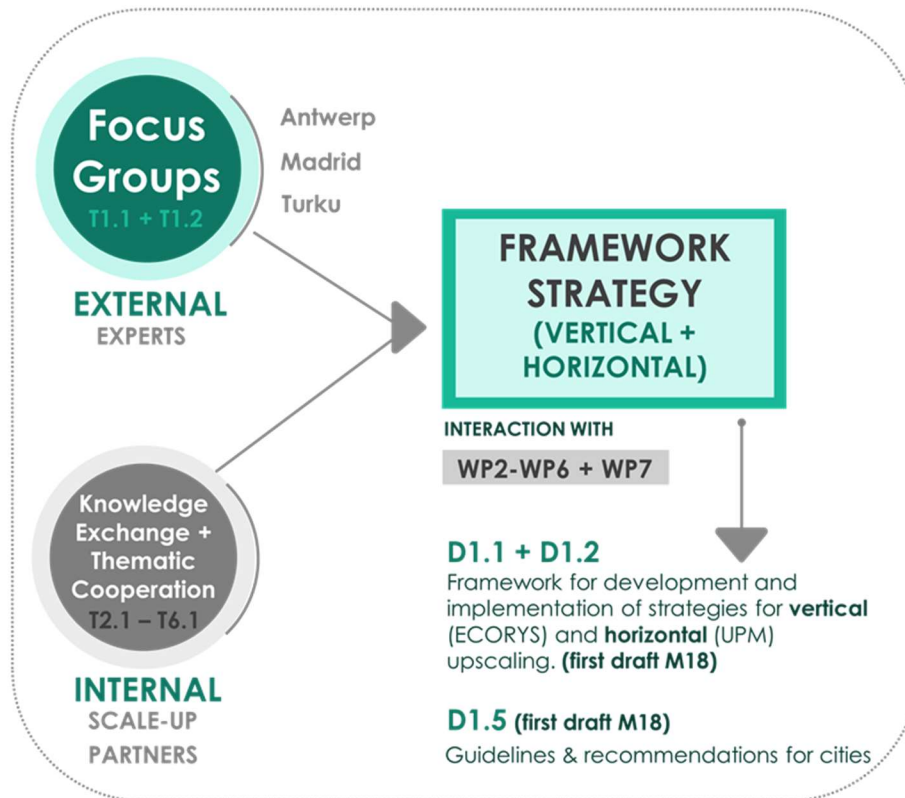 Focus
Groups
T1.1 + T1.2
Antwerp
Madrid
Turku
EXTERNAL
EXPERTS
FRAMEWORK
STRATEGY
(VERTICAL +
HORIZONTAL)
INTERACTION WITH
WP2-WP6 + WP7
Knowledge
Exchange +
Thematic
Cooperation
T2.1 – T6.1
INTERNAL
SCALE-UP
PARTNERS
D1.1 + D1.2
Framework for development and
implementation of strategies for vertical
(ECORYS) and horizontal (UPM)
upscaling. (first draft M18)
D1.5 (first draft M18)
Guidelines & recommendations for cities